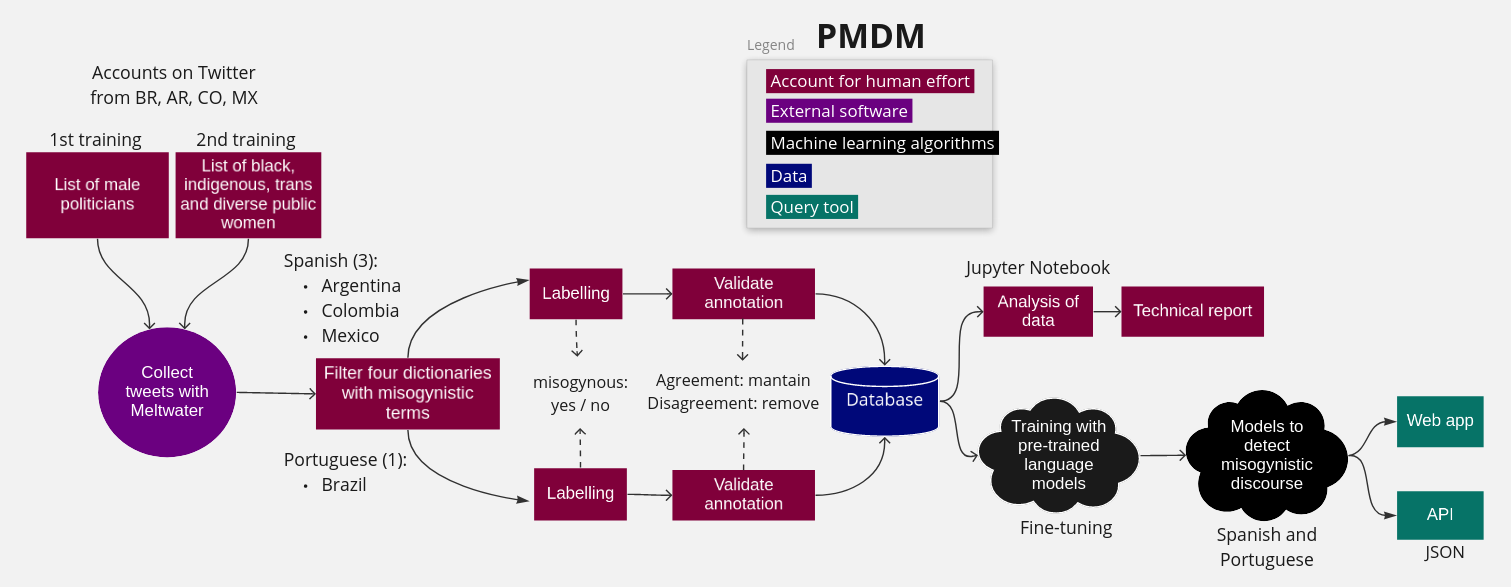 PMDM
Legend
Account for human effort
External software
Machine learning algorithms
Data
Query tool
Accounts on Twitter
from BR, AR, CO, MX
1st training
2nd training
List of male
politicians
List of black,
indigenous, trans
and diverse public
women
Collect
tweets with
Meltwater
Spanish (3):
• Argentina
• Colombia
• Mexico
Filter four dictionaries
with misogynistic
terms
Portuguese (1):
• Brazil
Labelling
Validate
annotation
misogynous:
yes / no
Agreement: mantain
Disagreement: remove
Labelling
Validate
annotation
Database
Jupyter Notebook
Analysis of
data
Technical report
Training with
pre-trained
language
models
Fine-tuning
Models to
detect
misogynistic
discourse
Spanish and
Portuguese
Web app
API
JSON